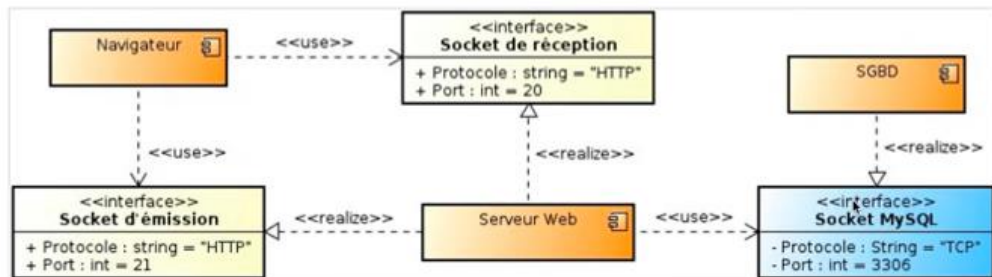 Navigateur
<<use>>
<<interface>>
Socket de réception
+ Protocole : string = "HTTP"
+ Port : int = 20
SGBD
<<use>>
<<realize>>
<<realize>>
<<interface>>
Socket d'émission
+ Protocole : string = "HTTP"
+ Port : int = 21
<<realize>>
Serveur Web
<<use>>
<<interface>>
Socket MySQL
- Protocole : String = "TCP"
- Port : int = 3306